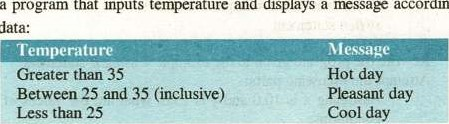 a program that inputs temperature and displays a message accordin
data:
Temperature Message
Greater than 35 Hot day
Between 25 and 35 (inclusive) Pleasant day
Less than 25 Cool day